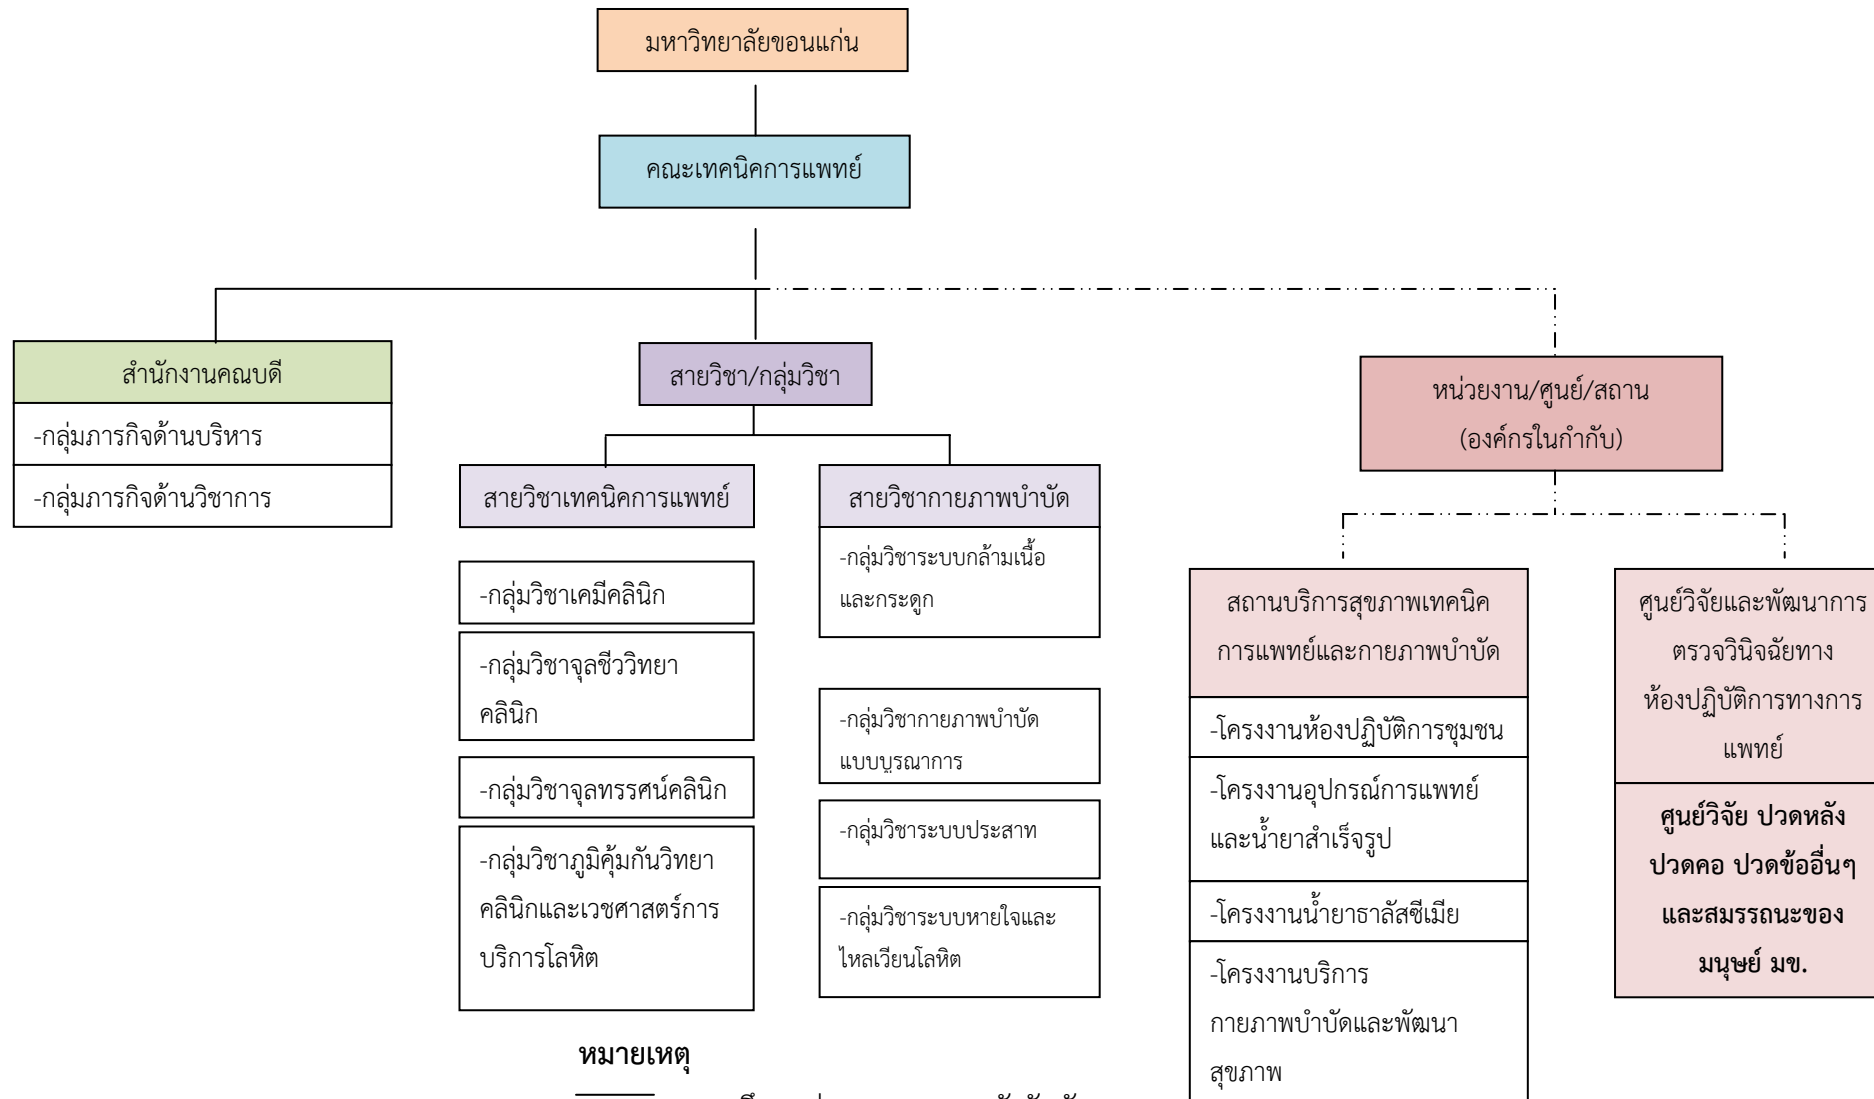 มหาวิทยาลัยขอนแก่น
คณะเทคนิคการแพทย์
สำนักงานคณบดี
-กลุ่มภารกิจด้านบริหาร
-กลุ่มภารกิจด้านวิชาการ
สายวิชา/กลุ่มวิชา
สายวิชาเทคนิคการแพทย์
-กลุ่มวิชาเคมีคลินิก
-กลุ่มวิชาจุลชีววิทยา
คลินิก
-กลุ่มวิชาจุลทรรศน์คลินิก
-กลุ่มวิชาภูมิคุ้มกันวิทยา
คลินิกและเวชศาสตร์การ
บริการโลหิต
สายวิชากายภาพบำบัด
-กลุ่มวิชาระบบกล้ามเนื้อ
และกระดูก
-กลุ่มวิชากายภาพบำบัด
แบบบูรณาการ
-กลุ่มวิชาระบบประสาท
-กลุ่มวิชาระบบหายใจและ
ไหลเวียนโลหิต
หน่วยงาน/ศูนย์/สถาน
(องค์กรในกำกับ)
สถานบริการสุขภาพเทคนิค
การแพทย์และกายภาพบำบัด
-โครงงานห้องปฏิบัติการชุมชน
-โครงงานอุปกรณ์การแพทย์
และน้ำยาสำเร็จรูป
-โครงงานน้ำยาธาลัสซีเมีย
-โครงงานบริการ
กายภาพบำบัดและพัฒนา
สุขภาพ
ศูนย์วิจัยและพัฒนาการ
ตรวจวินิจฉัยทาง
ห้องปฏิบัติการทางการ
แพทย์
ศูนย์วิจัย ปวดหลัง
ปวดคอ ปวดข้ออื่นๆ
และสมรรถนะของ
มนุษย์ มข.
หมายเหตุ